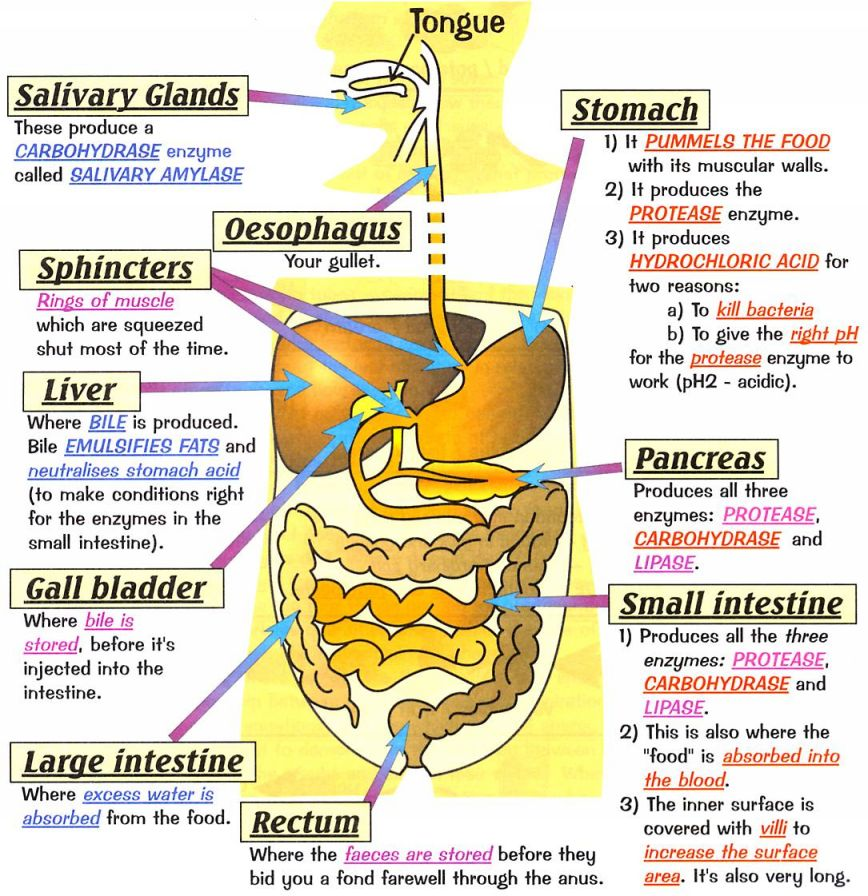 Tongue
Salivary Glands
These produce a
CARBOHYDRASE enzyme
called SALIVARY AMYLASE
Oesophagus
Your gullet.
Sphincters
Rings of muscle
which are squeezed
shut most of the time.
Liver
Where BILE is produced.
Bile EMULSIFIES FATS and
neutralises stomach acid
(to make conditions right
for the enzymes in the
small intestine).
Gall bladder
Where bile is
stored, before it's
injected into the
intestine.
Large intestine
Where excess water is
absorbed from the food.
Rectum
Where the faeces are stored before they
bid you a fond farewell through the anus.
Stomach
1) It PUMMELS THE FOOD
with its muscular walls.
2) It produces the
PROTEASE enzyme.
3) It produces
HYDROCHLORIC ACID for
two reasons:
a) To kill bacteria
b) To give the right pH
for the protease enzyme to
work (pH2 - acidic).
Pancreas
Produces all three
enzymes: PROTEASE,
CARBOHYDRASE and
LIPASE.
Small intestine
1) Produces all the three
enzymes: PROTEASE,
CARBOHYDRASE and
LIPASE.
2) This is also where the
"food" is absorbed into
the blood.
3) The inner surface is
covered with villi to
increase the surface
area. It's also very long.